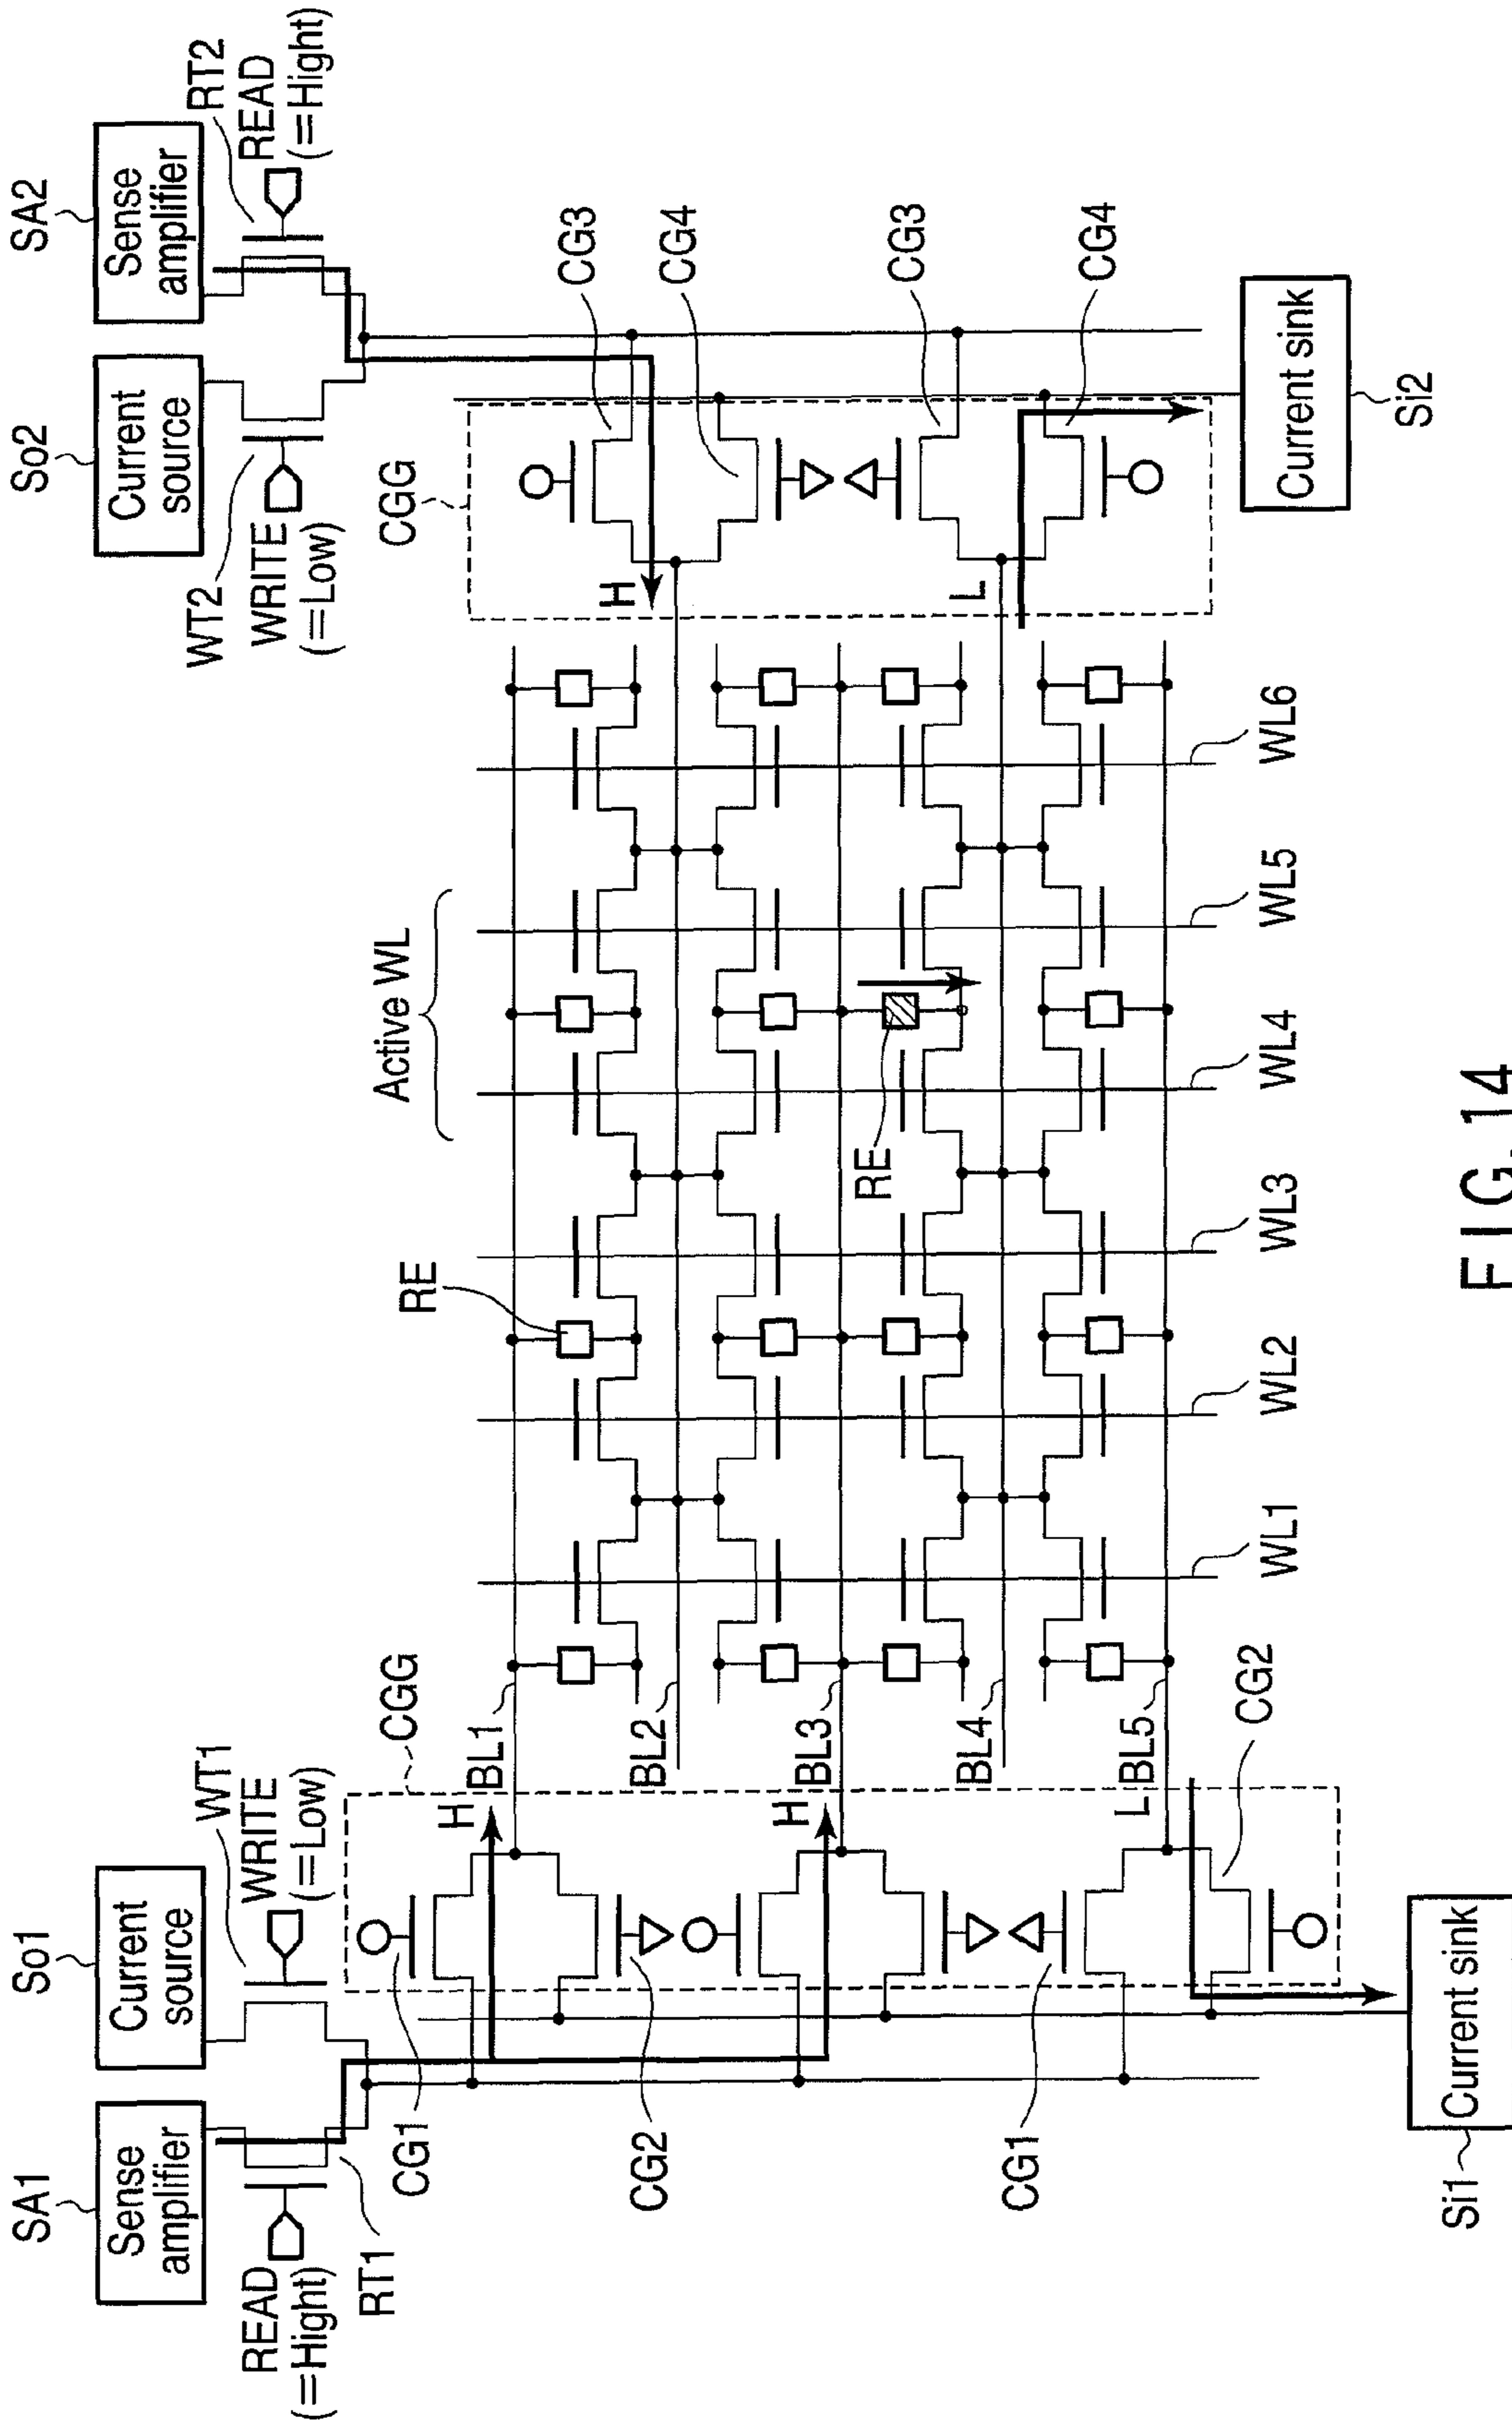 SA1
Sense
amplifier
So1
Current
source
READ
(=Hight)
RT1
WT1
WRITE
(=Low)
So2
Current
source
SA2
Sense
amplifier
WT2
WRITE
(=Low)
RT2
READ
(=Hight)
CG1
CG2
CG1
CG2
CGG
H
H
L
BL1
BL2
BL3
BL4
BL5
RE
Active WL
RE
CGG
H
L
CG3
CG4
CG3
CG4
WL1
WL2
WL3
WL4
WL5
WL6
Si1
Current sink
Current sink
Si2
FIG. 14